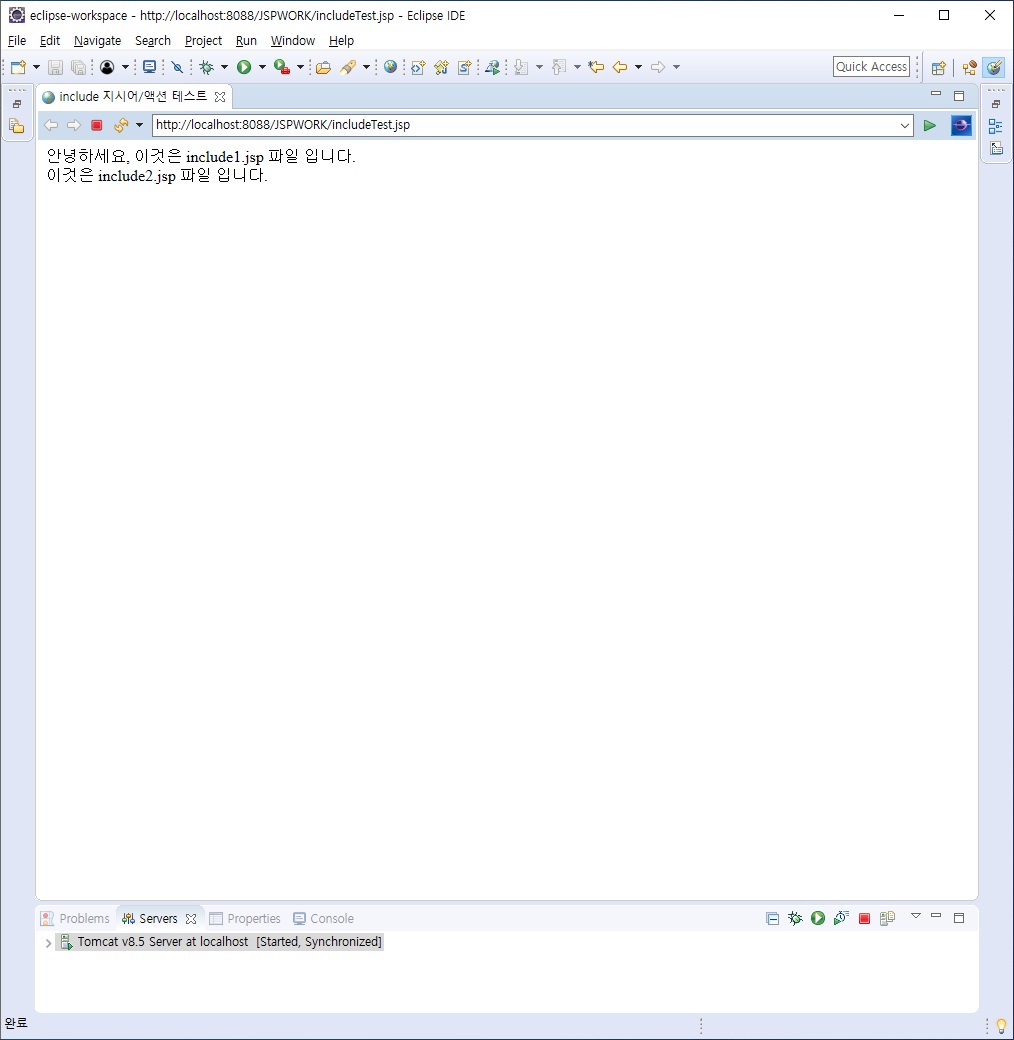 eclipse-workspace - http://localhost:8088/JSPWORK/includeTest.jsp - Eclipse IDE
File Edit Navigate Search Project Run Window Help
Quick Access
include 지시어/액션 테스트
http://localhost:8088/JSPWORK/includeTest.jsp
안녕하세요, 이것은 include1.jsp 파일 입니다.
이것은 include2.jsp 파일 입니다.
Problems Servers Properties Console
Tomcat v8.5 Server at localhost [Started, Synchronized]
완료